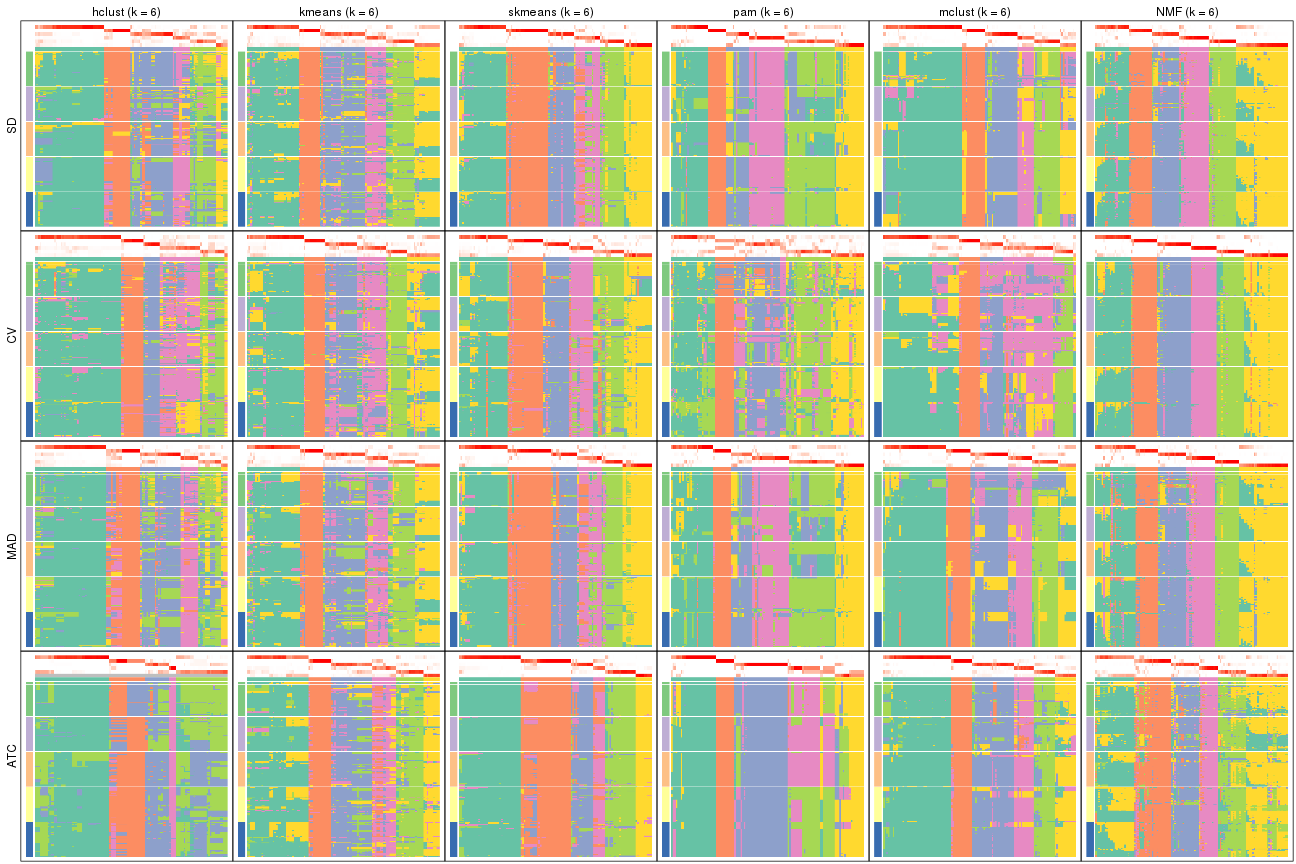 hclust (k = 6)
kmeans (k = 6)
skmeans (k = 6)
pam (k = 6)
mclust (k = 6)
NMF (k = 6)
SD
CV
MAD
ATC